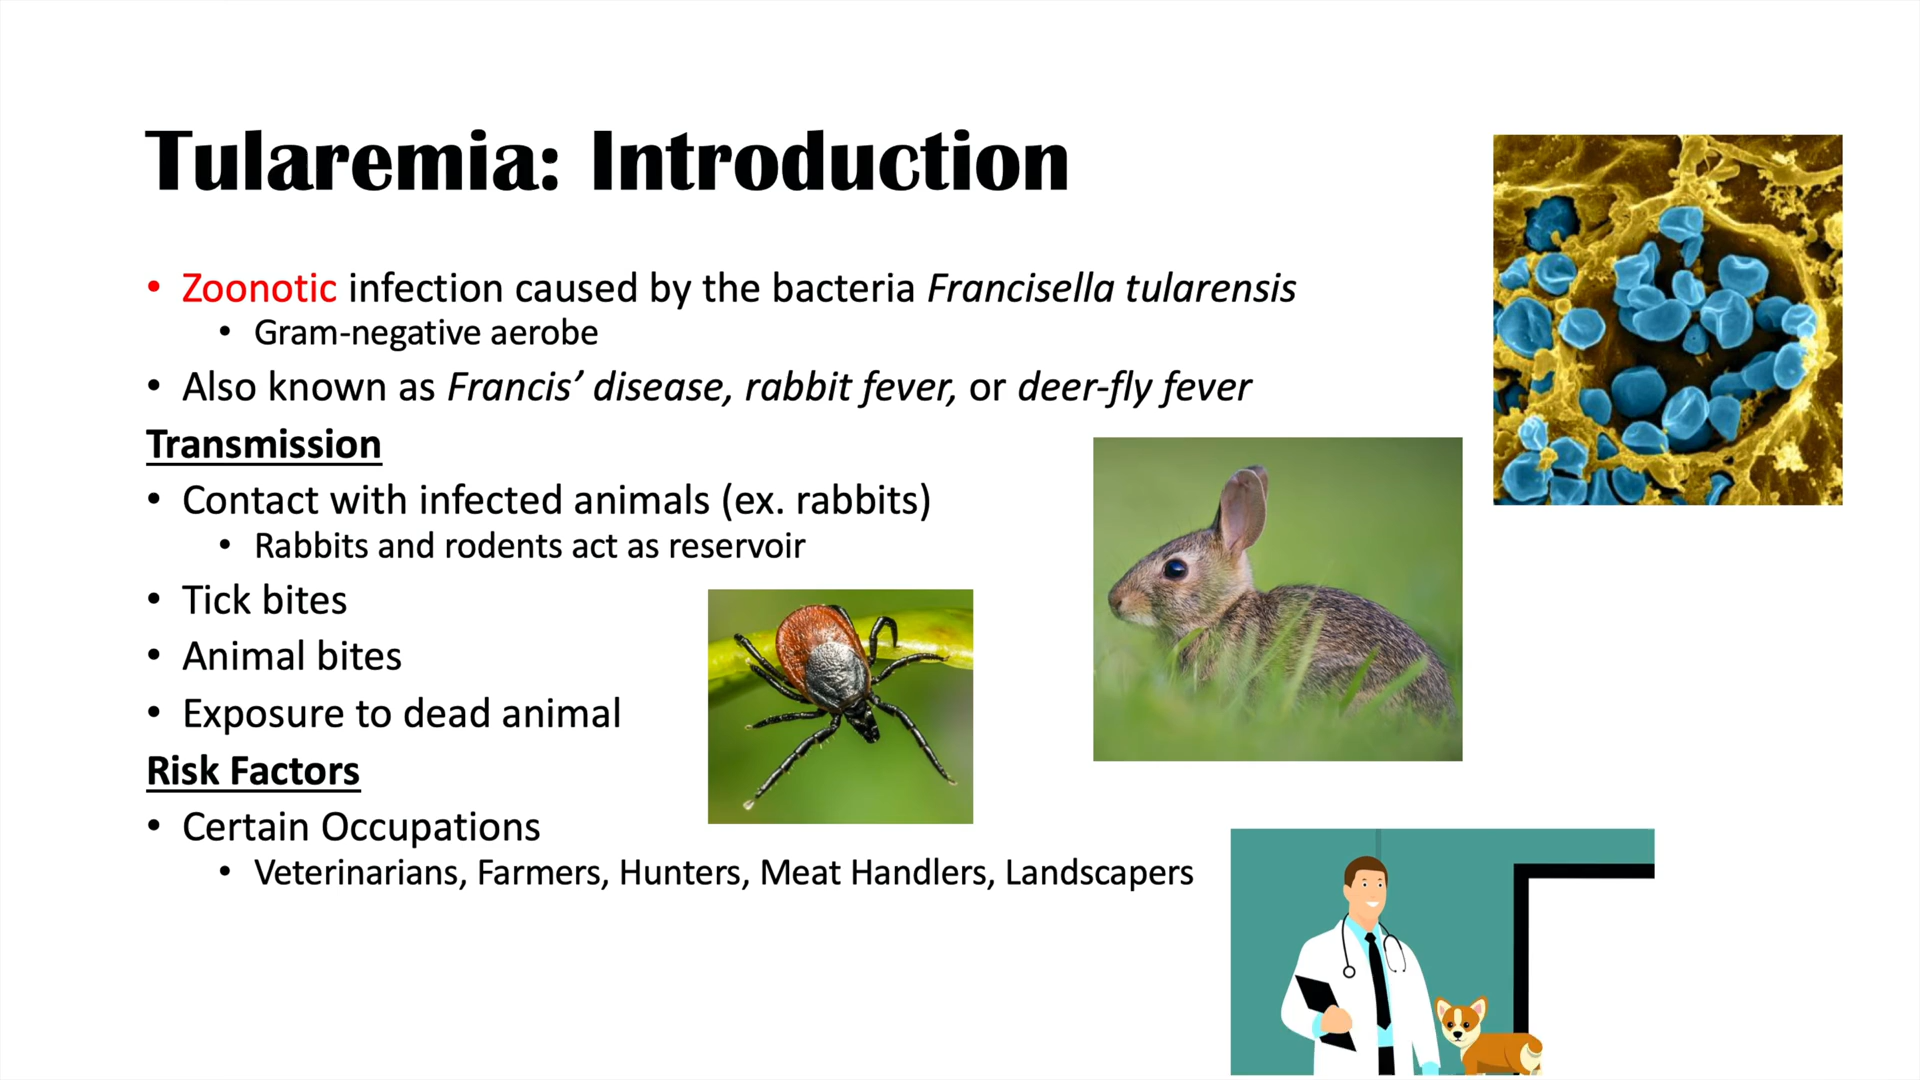 Tularemia: Introduction
• Zoonotic infection caused by the bacteria Francisella tularensis
• Gram-negative aerobe
• Also known as Francis’ disease, rabbit fever, or deer-fly fever
Transmission
• Contact with infected animals (ex. rabbits)
• Rabbits and rodents act as reservoir
• Tick bites
• Animal bites
• Exposure to dead animal
Risk Factors
• Certain Occupations
• Veterinarians, Farmers, Hunters, Meat Handlers, Landscapers